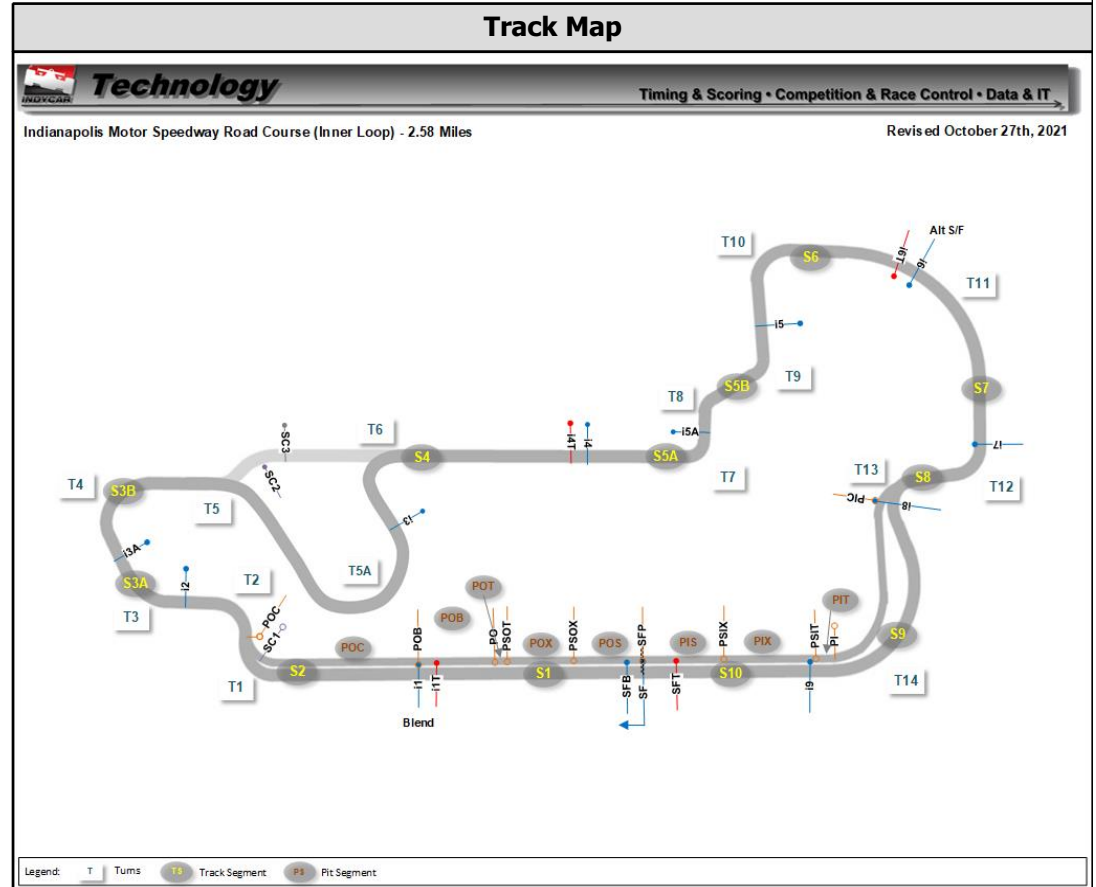 Track Map
INDYCAR Technology
Timing & Scoring • Competition & Race Control • Data & IT
Indianapolis Motor Speedway Road Course (Inner Loop) - 2.58 Miles
Revised October 27th, 2021
Alt S/F
T10
S6
i6T
i6
T11
i5
S5B
T9
S7
T8
SC3
T6
i4T
i4
i5A
S4
S5A
i7
SC2
T7
T13
S8
T12
T4
S3B
T5
PIC
i8
i3
i3A
S3A
i2
T2
T5A
POT
T3
POC
SC1
POB
PIT
POC
POB
PO
PSOT
POX
PSOX
POS
SFP
PIS
PSIX
PIX
PSIT
PI
S9
T1
S2
i1
i1T
S1
SFB
SF
SFT
S10
i9
T14
Blend
Legend: T Turns TS Track Segment PS Pit Segment